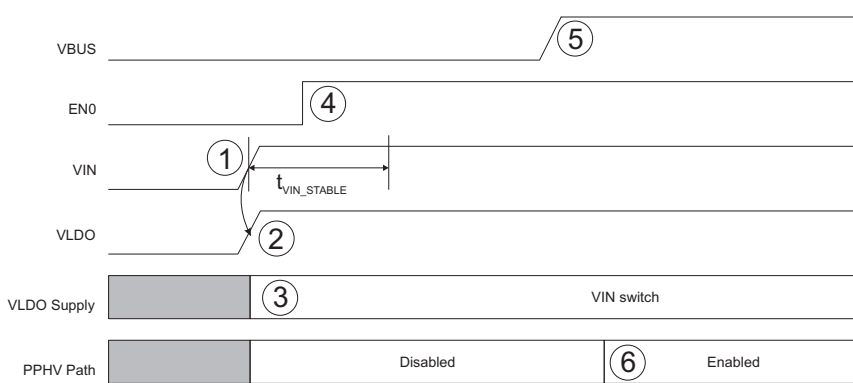 VBUS
5
EN0
4
VIN
1
tVIN_STABLE
VLDO
2
VLDO Supply
3
VIN switch
PPHV Path
Disabled
6
Enabled